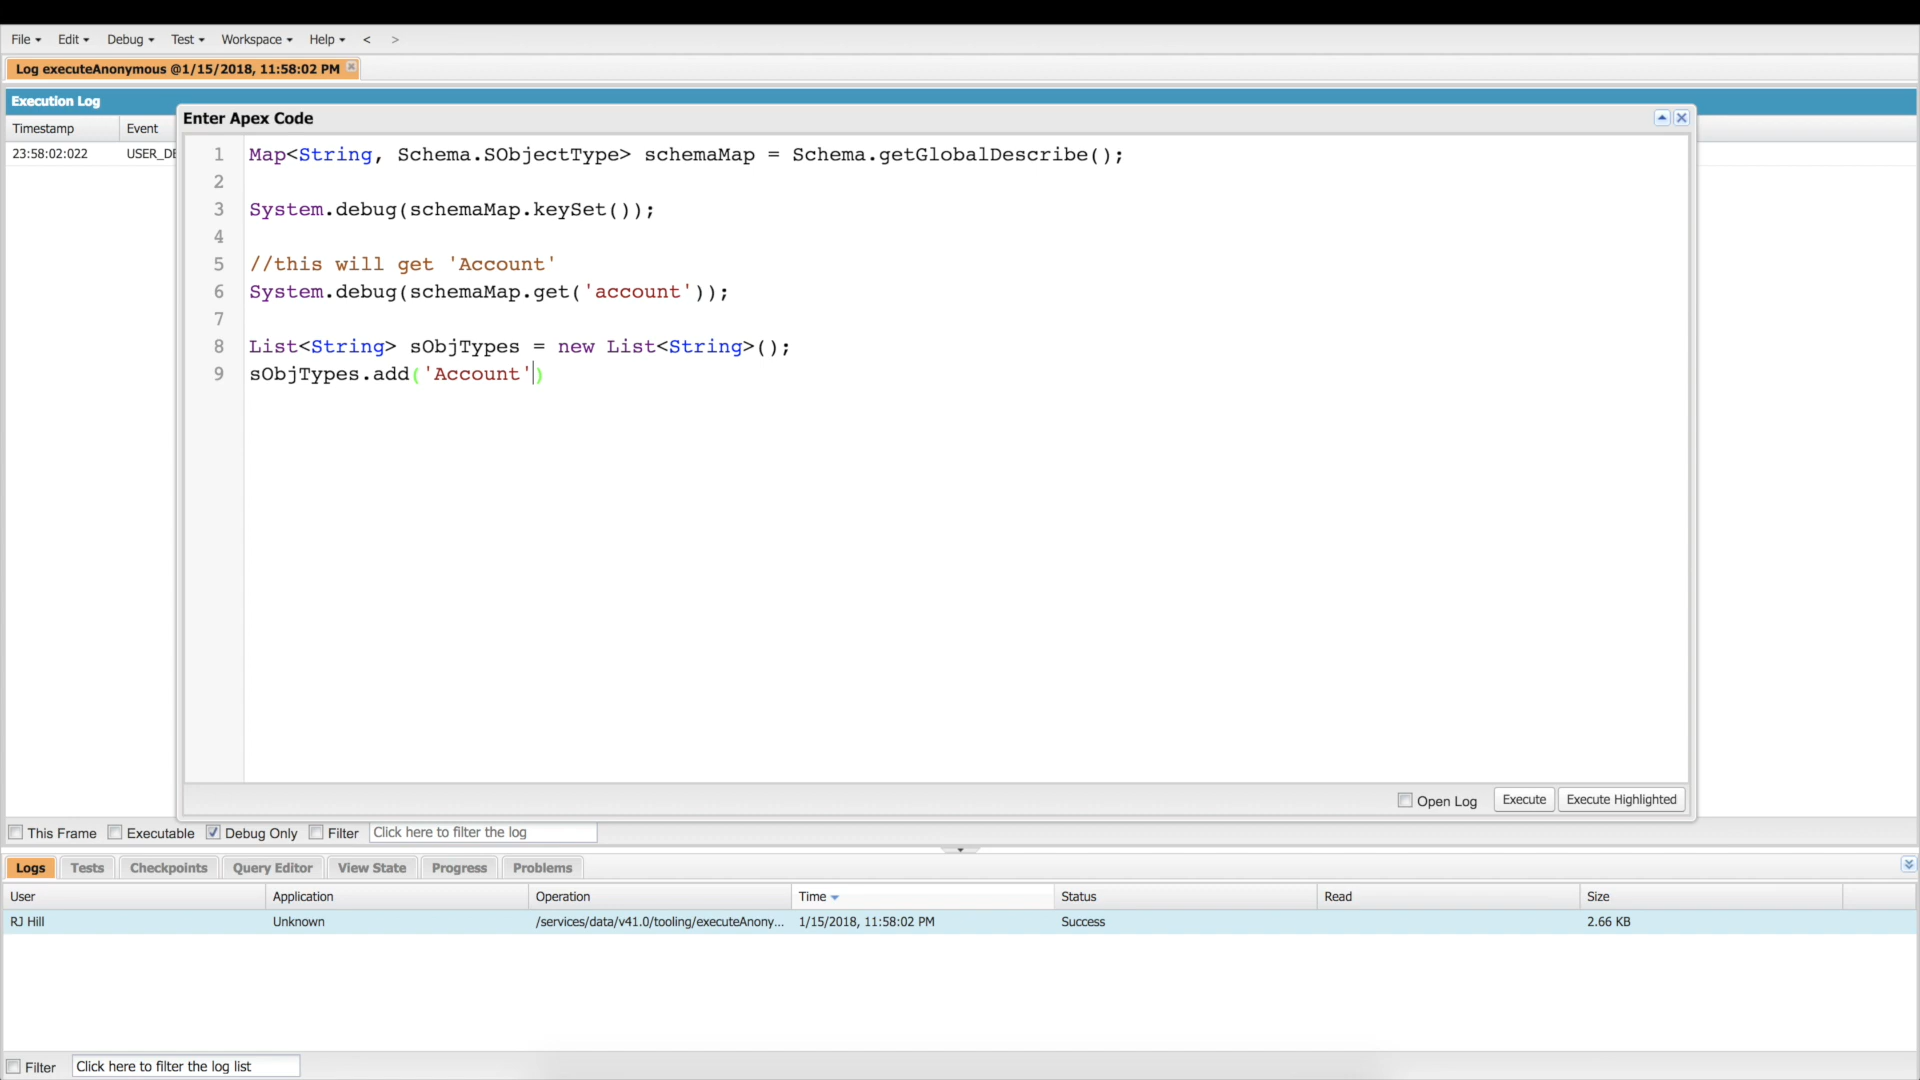 File Edit Debug Test Workspace Help < >
Log executeAnonymous @1/15/2018, 11:58:02 PM
Execution Log
Timestamp Event
23:58:02:022 USER_DE
Enter Apex Code
1 Map<String, Schema.SObjectType> schemaMap = Schema.getGlobalDescribe();
2
3 System.debug(schemaMap.keySet());
4
5 //this will get 'Account'
6 System.debug(schemaMap.get('account'));
7
8 List<String> sObjTypes = new List<String>();
9 sObjTypes.add('Account')
Open Log Execute Execute Highlighted
This Frame Executable Debug Only Filter Click here to filter the log
Logs Tests Checkpoints Query Editor View State Progress Problems
User Application Operation Time Status Read Size
RJ Hill Unknown /services/data/v41.0/tooling/executeAnony... 1/15/2018, 11:58:02 PM Success 2.66 KB
Filter Click here to filter the log list